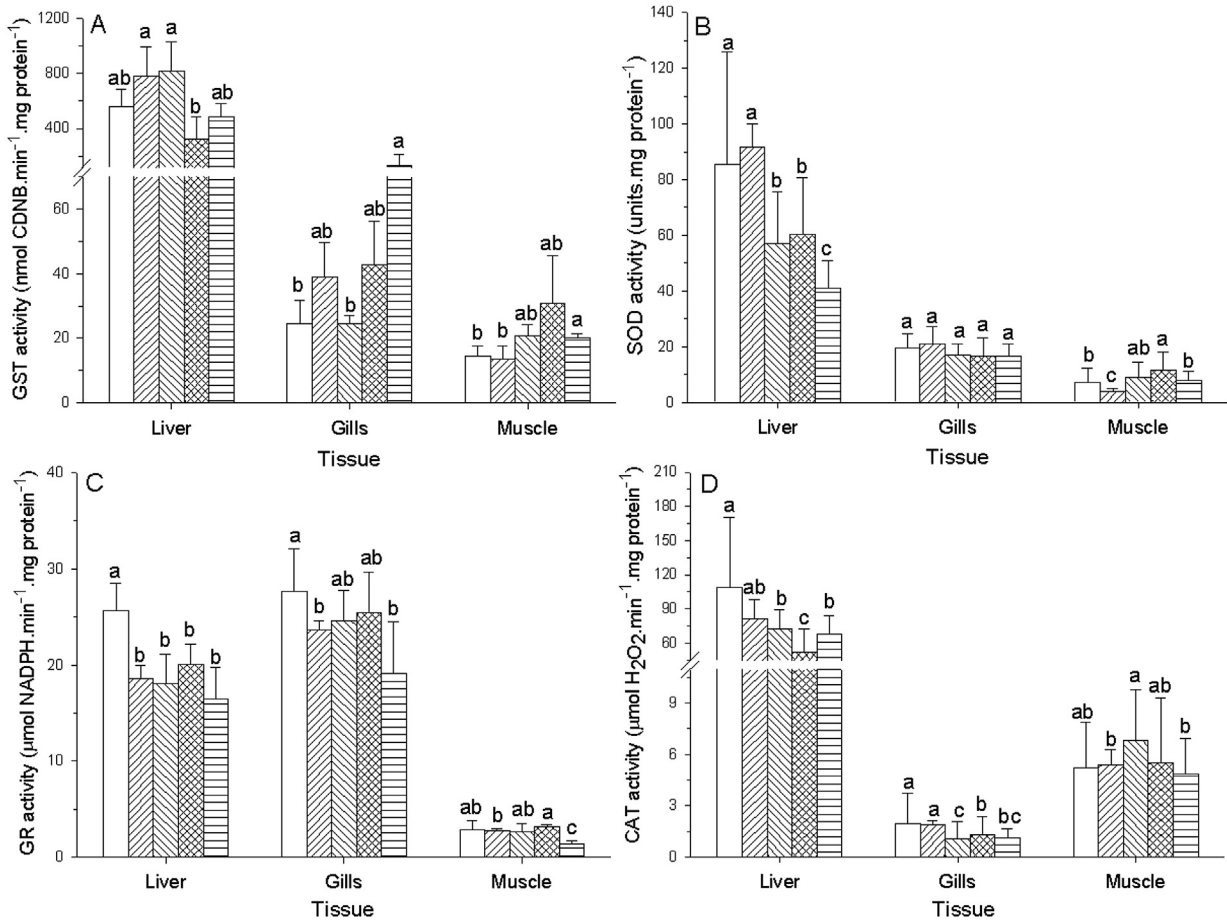 A
GST activity (nmol CDNB.min⁻¹.mg protein⁻¹)
1200
800
400
60
40
20
0
ab a a b ab
b ab b ab a
b b ab ab a
Liver Gills Muscle
Tissue
B
SOD activity (units.mg protein⁻¹)
140
120
100
80
60
40
20
0
a a b b c
a a a a a
b c ab a b
Liver Gills Muscle
Tissue
C
GR activity (µmol NADPH.min⁻¹.mg protein⁻¹)
40
30
20
10
0
a b b b b
a b ab ab b
ab b ab a c
Liver Gills Muscle
Tissue
D
CAT activity (µmol H₂O₂.min⁻¹.mg protein⁻¹)
210
180
150
120
90
60
9
6
3
0
a ab b c b
a a c b bc
ab b a ab b
Liver Gills Muscle
Tissue